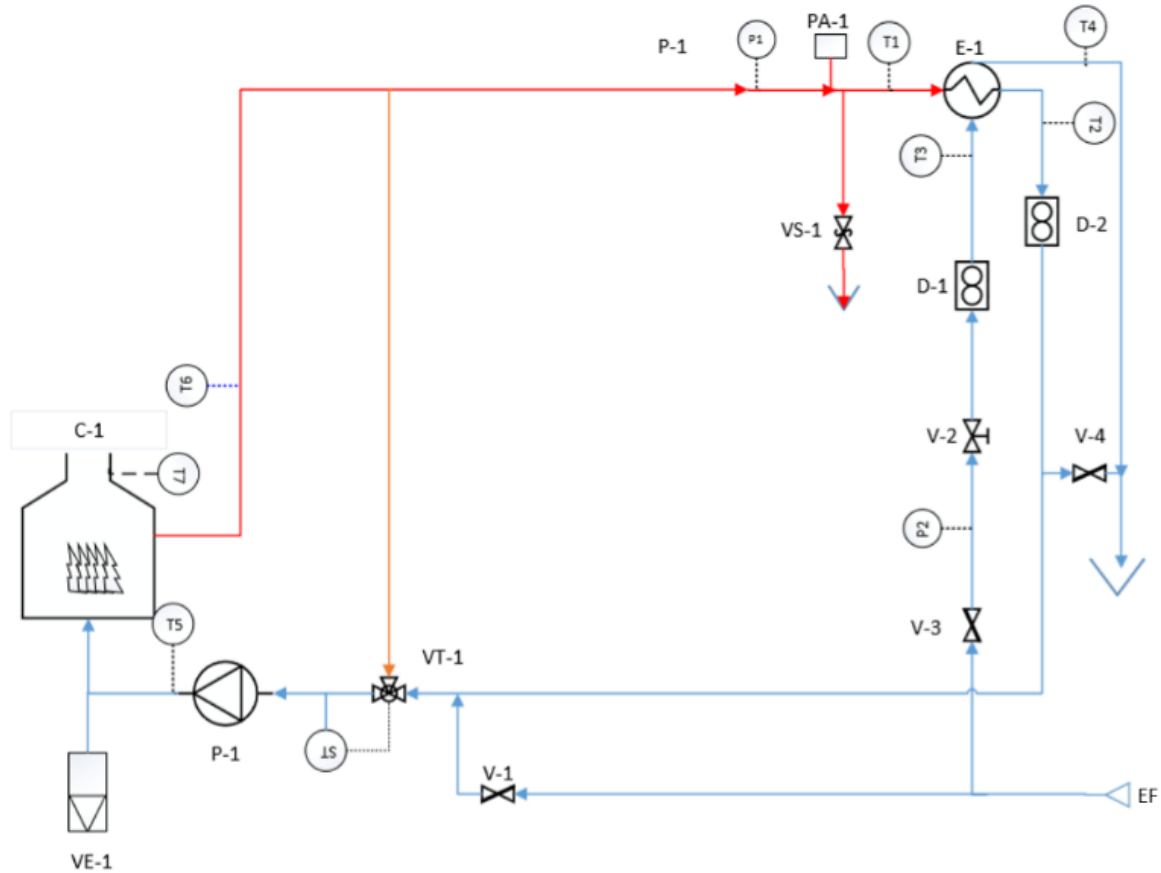 PA-1
P-1
P1
T1
E-1
T4
T2
T3
VS-1
D-2
D-1
T6
C-1
V-2
V-4
T7
P2
T5
V-3
VT-1
P-1
ST
V-1
EF
VE-1